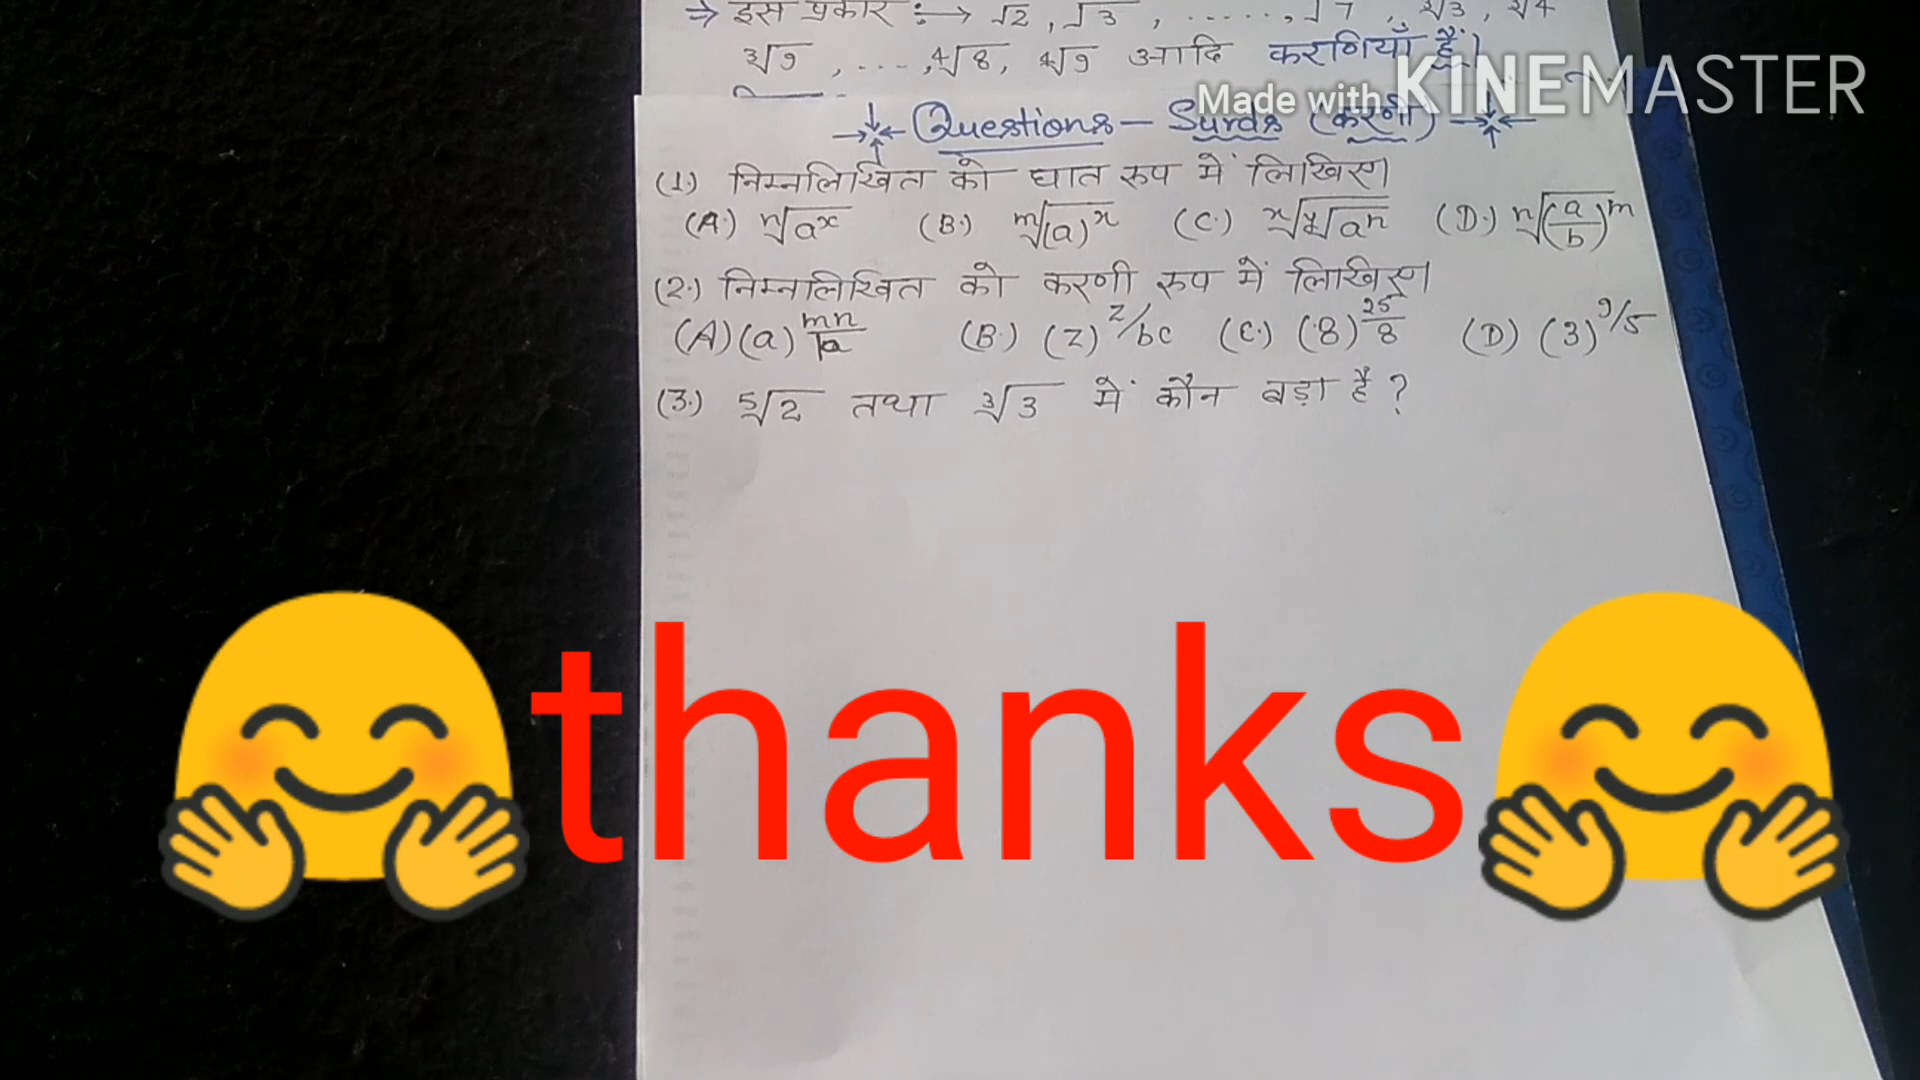 ⇒ इस प्रकार :→ √2, √3, ....., √7, ∛3, ∛4
∛9, ...., ∜8, ∜9 आदि करणियाँ हैं।
Made with KINEMASTER
Questions – Surds (करणी)
(1.) निम्नलिखित को घात रुप में लिखिए।
(A.) ⁿ√aˣ (B.) ᵐ√(a)ˣ (C.) ˣ√ʸ√aⁿ (D.) ⁿ√(a/b)ᵐ
(2.) निम्नलिखित को करणी रुप में लिखिए।
(A) (a)^mn/a (B.) (z)^z/bc (C.) (8)^25/8 (D) (3)^9/5
(3.) ⁵√2 तथा ³√3 में कौन बड़ा है ?
thanks